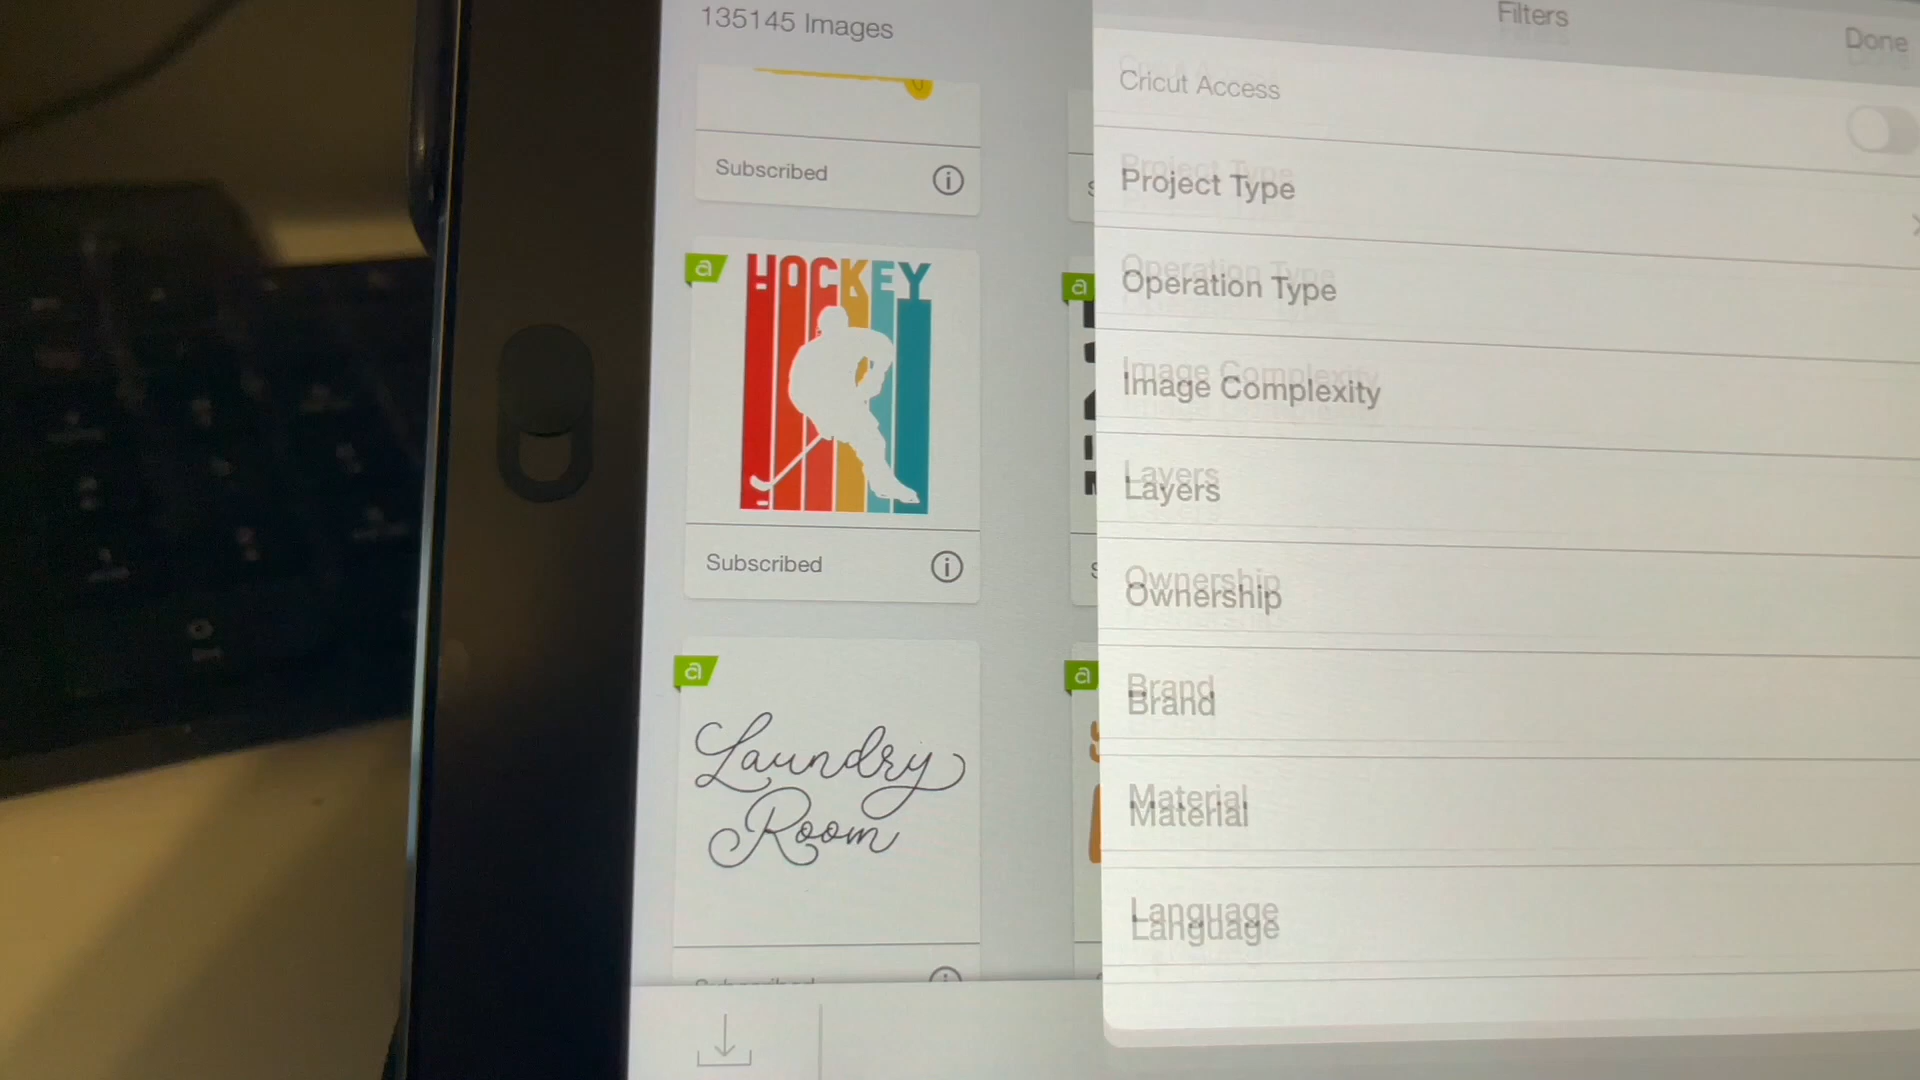 135145 Images
Filters
Done
Cricut Access
Subscribed
Project Type
a
HOCKEY
a
Operation Type
Image Complexity
Layers
Subscribed
Ownership
a
a
Brand
Laundry
Room
Material
Language